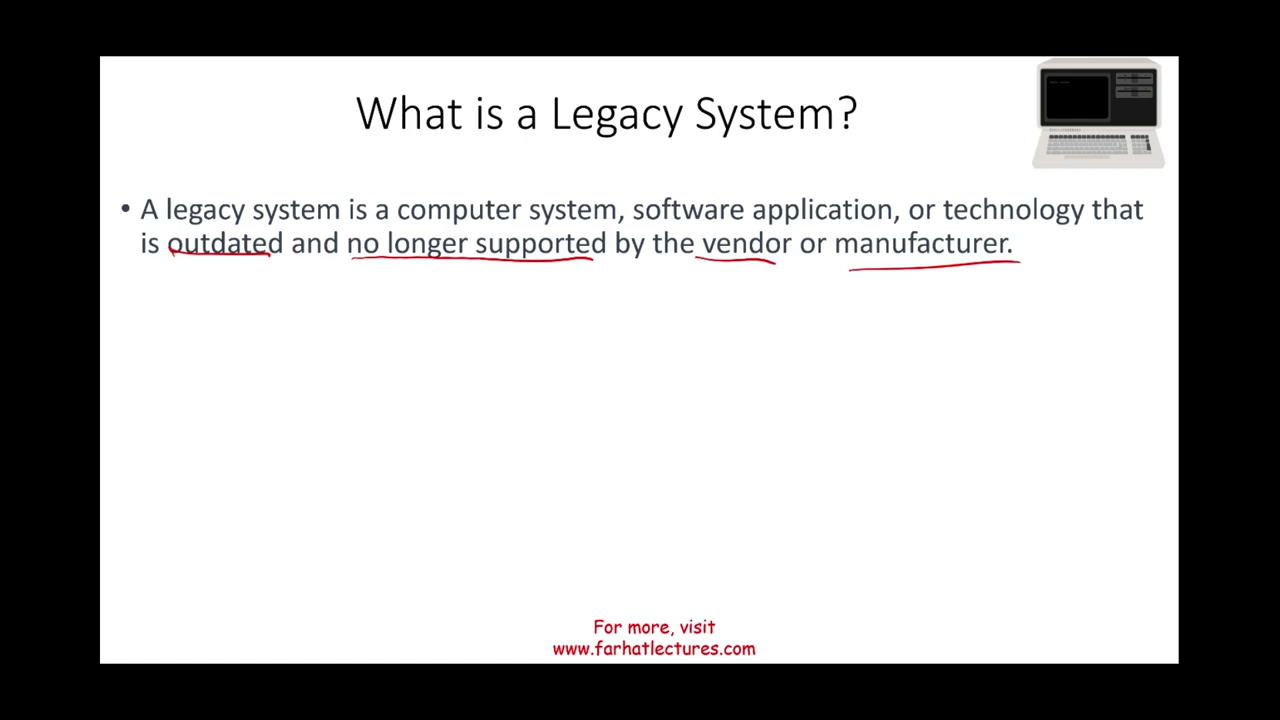 What is a Legacy System?
• A legacy system is a computer system, software application, or technology that
is outdated and no longer supported by the vendor or manufacturer.
For more, visit
www.farhatlectures.com